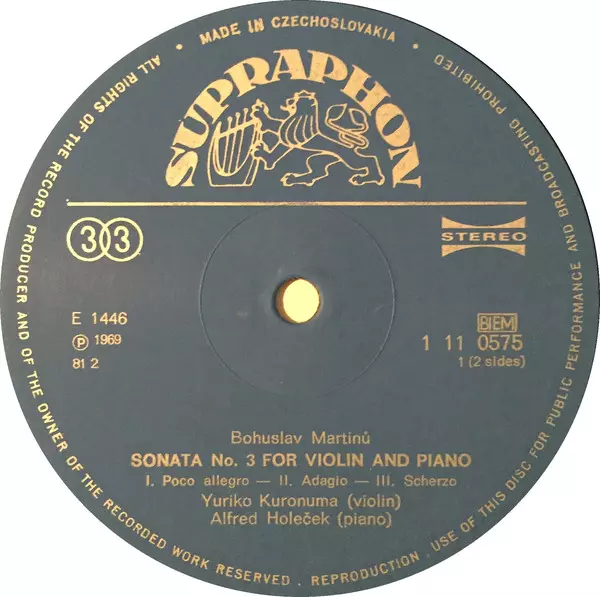 ALL RIGHTS OF THE RECORD PRODUCER AND OF THE OWNER OF THE RECORDED WORK RESERVED . REPRODUCTION . USE OF THIS DISC FOR PUBLIC PERFORMANCE AND BROADCASTING PROHIBITED
• MADE IN CZECHOSLOVAKIA •
SUPRAPHON
33
STEREO
E 1446
℗ 1969
81 2
BIEM
1 11 0575
1 (2 sides)
Bohuslav Martinů
SONATA No. 3 FOR VIOLIN AND PIANO
I. Poco allegro — II. Adagio — III. Scherzo
Yuriko Kuronuma (violin)
Alfred Holeček (piano)